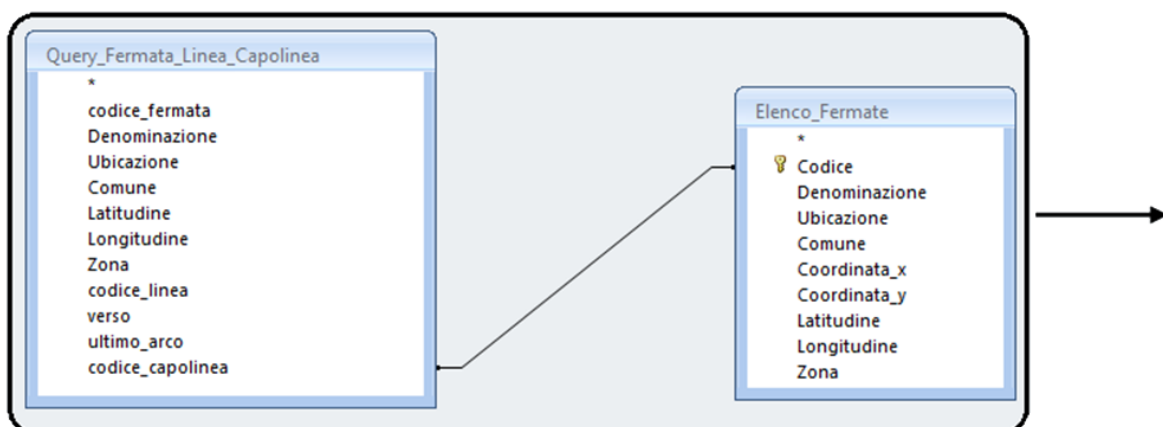 Query_Fermata_Linea_Capolinea
*
codice_fermata
Denominazione
Ubicazione
Comune
Latitudine
Longitudine
Zona
codice_linea
verso
ultimo_arco
codice_capolinea
Elenco_Fermate
*
Codice
Denominazione
Ubicazione
Comune
Coordinata_x
Coordinata_y
Latitudine
Longitudine
Zona